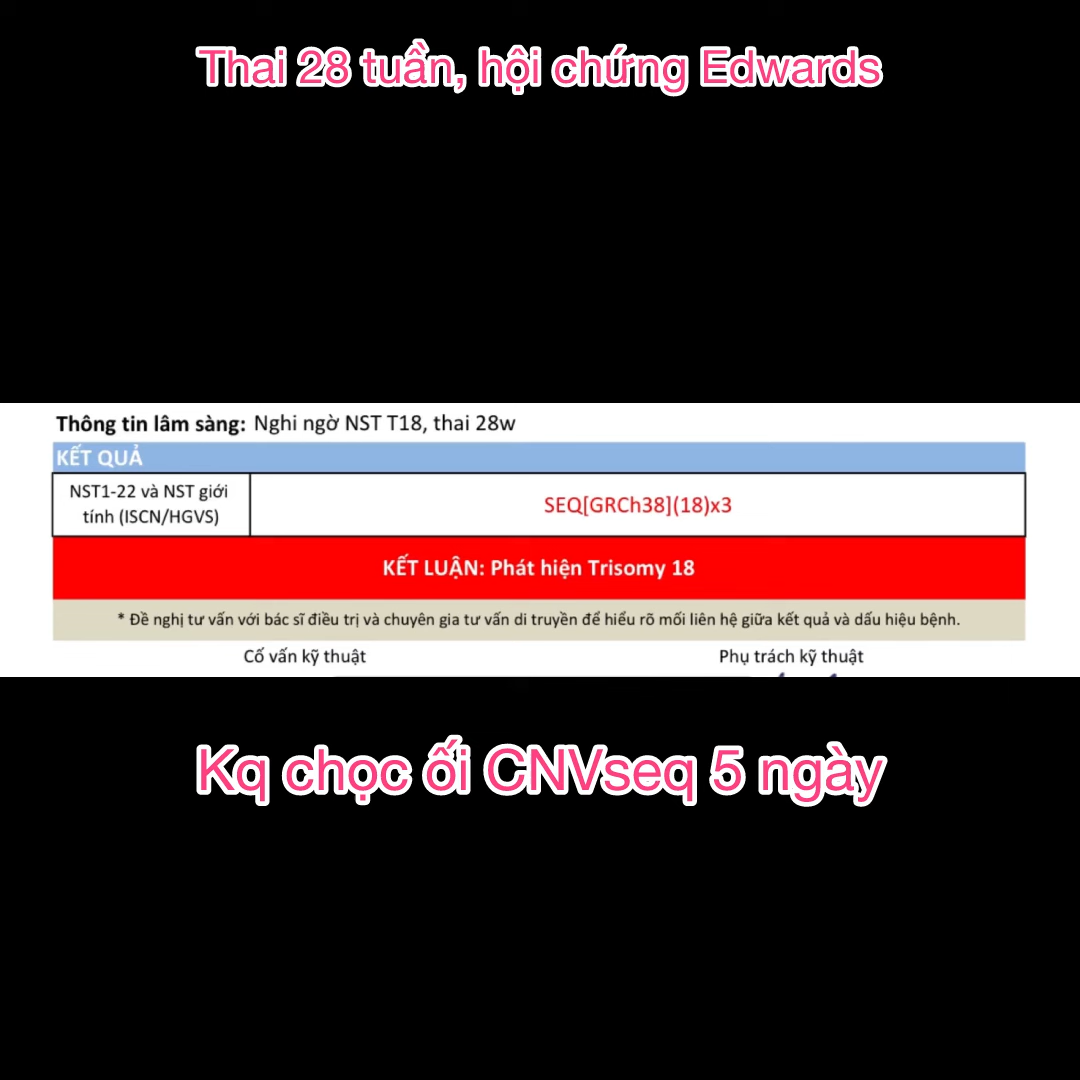 Thai 28 tuần, hội chứng Edwards
Thông tin lâm sàng: Nghi ngờ NST T18, thai 28w
KẾT QUẢ
NST1-22 và NST giới
tính (ISCN/HGVS)
SEQ[GRCh38](18)x3
KẾT LUẬN: Phát hiện Trisomy 18
* Đề nghị tư vấn với bác sĩ điều trị và chuyên gia tư vấn di truyền để hiểu rõ mối liên hệ giữa kết quả và dấu hiệu bệnh.
Cố vấn kỹ thuật
Phụ trách kỹ thuật
Kq chọc ối CNVseq 5 ngày